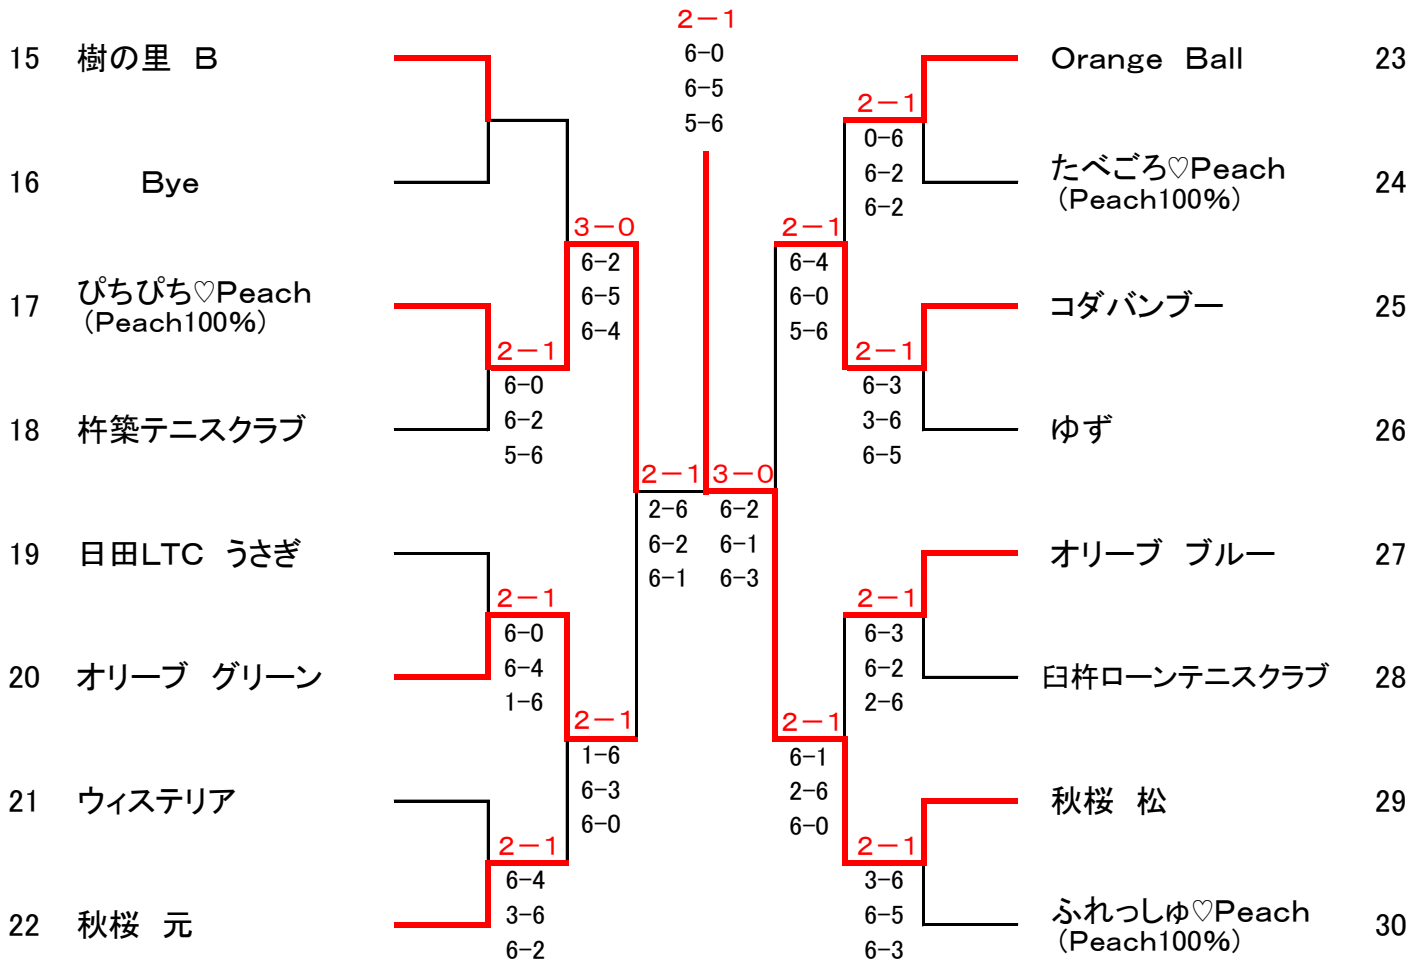 2－1
6-0
6-5
5-6
15 樹の里 B
16 Bye
3－0
6-2
6-5
6-4
17 ぴちぴち♡Peach
（Peach100%）
2－1
6-0
6-2
5-6
18 杵築テニスクラブ
2－1
2-6
6-2
6-1
19 日田LTC うさぎ
2－1
6-0
6-4
1-6
20 オリーブ グリーン
2－1
1-6
6-3
6-0
21 ウィステリア
2－1
6-4
3-6
6-2
22 秋桜 元
Orange Ball 23
2－1
0-6
6-2
6-2
たべごろ♡Peach
（Peach100%） 24
2－1
6-4
6-0
5-6
コダバンブー 25
2－1
6-3
3-6
6-5
ゆず 26
3－0
6-2
6-1
6-3
オリーブ ブルー 27
2－1
6-3
6-2
2-6
臼杵ローンテニスクラブ 28
2－1
6-1
2-6
6-0
秋桜 松 29
2－1
3-6
6-5
6-3
ふれっしゅ♡Peach
（Peach100%） 30